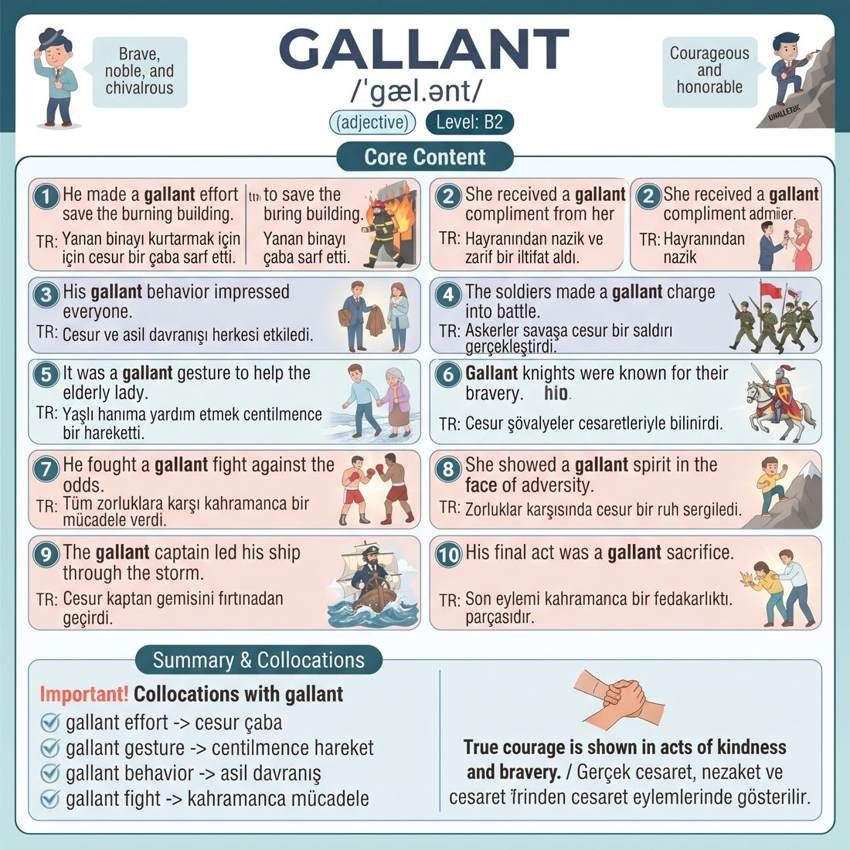 GALLANT
/ˈgæl.ənt/
(adjective) Level: B2
Brave,
noble, and
chivalrous
Courageous
and
honorable
Core Content
1 He made a gallant effort
save the burning building.
TR: Yanan binayı kurtarmak için
için cesur bir çaba sarf etti.
to save the
buring building.
Yanan binayı
çaba sarf etti.
2 She received a gallant
compliment from her
TR: Hayranından nazik ve
zarif bir iltifat aldı.
2 She received a gallant
compliment admiier.
TR: Hayranından
nazik
3 His gallant behavior impressed
everyone.
TR: Cesur ve asil davranışı herkesi etkiledi.
4 The soldiers made a gallant charge
into battle.
TR: Askerler savaşa cesur bir saldırı
gerçekleştirdi.
5 It was a gallant gesture to help the
elderly lady.
TR: Yaşlı hanıma yardım etmek centilmence
bir hareketti.
6 Gallant knights were known for their
bravery. hio.
TR: Cesur şövalyeler cesaretleriyle bilinirdi.
7 He fought a gallant fight against the
odds.
TR: Tüm zorluklara karşı kahramanca bir
mücadele verdi.
8 She showed a gallant spirit in the
face of adversity.
TR: Zorluklar karşısında cesur bir ruh sergiledi.
9 The gallant captain led his ship
through the storm.
TR: Cesur kaptan gemisini fırtınadan
geçirdi.
10 His final act was a gallant sacrifice.
TR: Son eylemi kahramanca bir fedakarlıktı.
parçasıdır.
Summary & Collocations
Important! Collocations with gallant
gallant effort -> cesur çaba
gallant gesture -> centilmence hareket
gallant behavior -> asil davranış
gallant fight -> kahramanca mücadele
True courage is shown in acts of kindness
and bravery. / Gerçek cesaret, nezaket ve
cesaret cesaret eylemlerinde gösterilir.